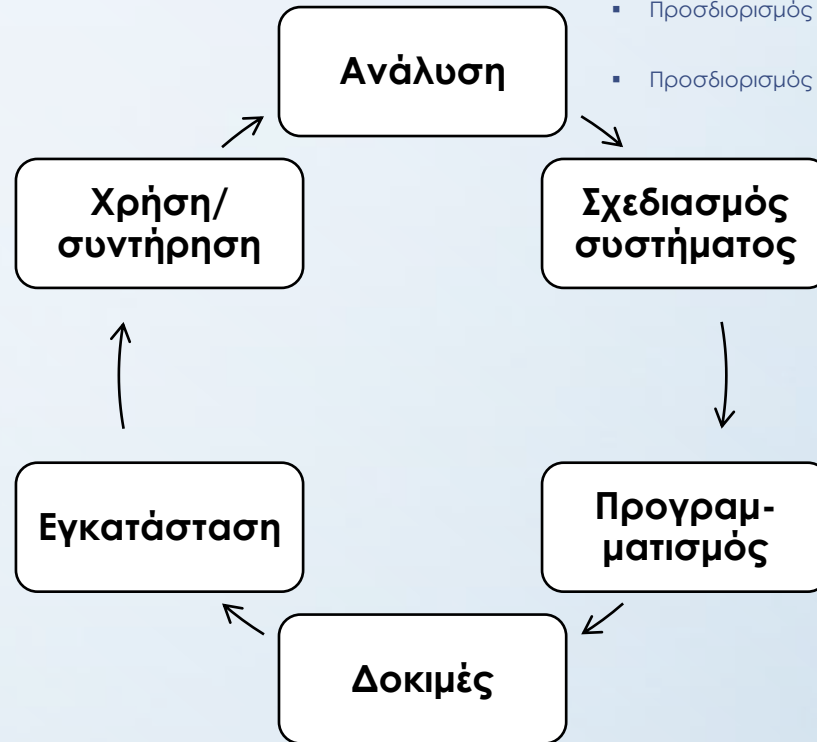 ▪ Προσδιορισμός
▪ Προσδιορισμός
Ανάλυση
Χρήση/
συντήρηση
Σχεδιασμός
συστήματος
Εγκατάσταση
Προγραμ-
ματισμός
Δοκιμές